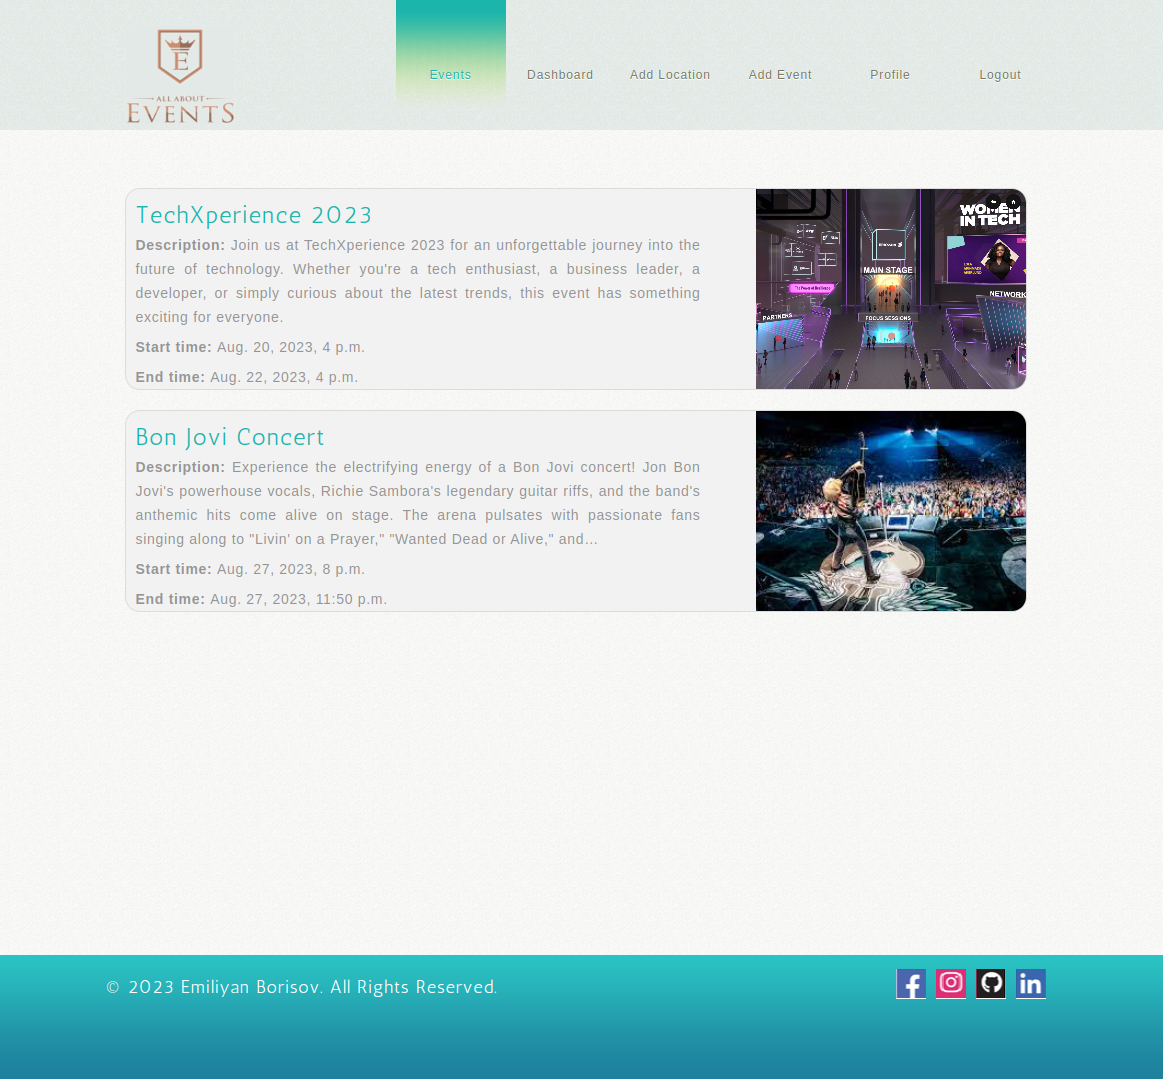 E
ALL ABOUT
EVENTS
Events
Dashboard
Add Location
Add Event
Profile
Logout
TechXperience 2023
Description: Join us at TechXperience 2023 for an unforgettable journey into the
future of technology. Whether you're a tech enthusiast, a business leader, a
developer, or simply curious about the latest trends, this event has something
exciting for everyone.
Start time: Aug. 20, 2023, 4 p.m.
End time: Aug. 22, 2023, 4 p.m.
WOMEN
IN TECH
ERICSSON
MAIN STAGE
The Power of Resilience
NETWORK
PARTNERS
FOCUS SESSIONS
Bon Jovi Concert
Description: Experience the electrifying energy of a Bon Jovi concert! Jon Bon
Jovi's powerhouse vocals, Richie Sambora's legendary guitar riffs, and the band's
anthemic hits come alive on stage. The arena pulsates with passionate fans
singing along to "Livin' on a Prayer," "Wanted Dead or Alive," and…
Start time: Aug. 27, 2023, 8 p.m.
End time: Aug. 27, 2023, 11:50 p.m.
© 2023 Emiliyan Borisov. All Rights Reserved.